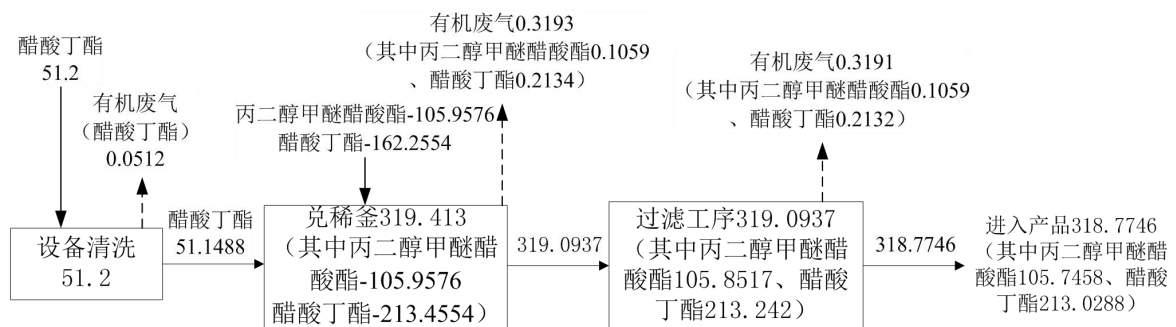 醋酸丁酯
51.2
有机废气
（醋酸丁酯）
0.0512
有机废气0.3193
（其中丙二醇甲醚醋酸酯0.1059
、醋酸丁酯0.2134）
丙二醇甲醚醋酸酯-105.9576
醋酸丁酯-162.2554
有机废气0.3191
（其中丙二醇甲醚醋酸酯0.1059
、醋酸丁酯0.2132）
设备清洗
51.2
醋酸丁酯
51.1488
兑稀釜319.413
（其中丙二醇甲醚醋
酸酯-105.9576
醋酸丁酯-213.4554）
319.0937
过滤工序319.0937
（其中丙二醇甲醚醋
酸酯105.8517、醋酸
丁酯213.242）
318.7746
进入产品318.7746
（其中丙二醇甲醚醋
酸酯105.7458、醋酸
丁酯213.0288）